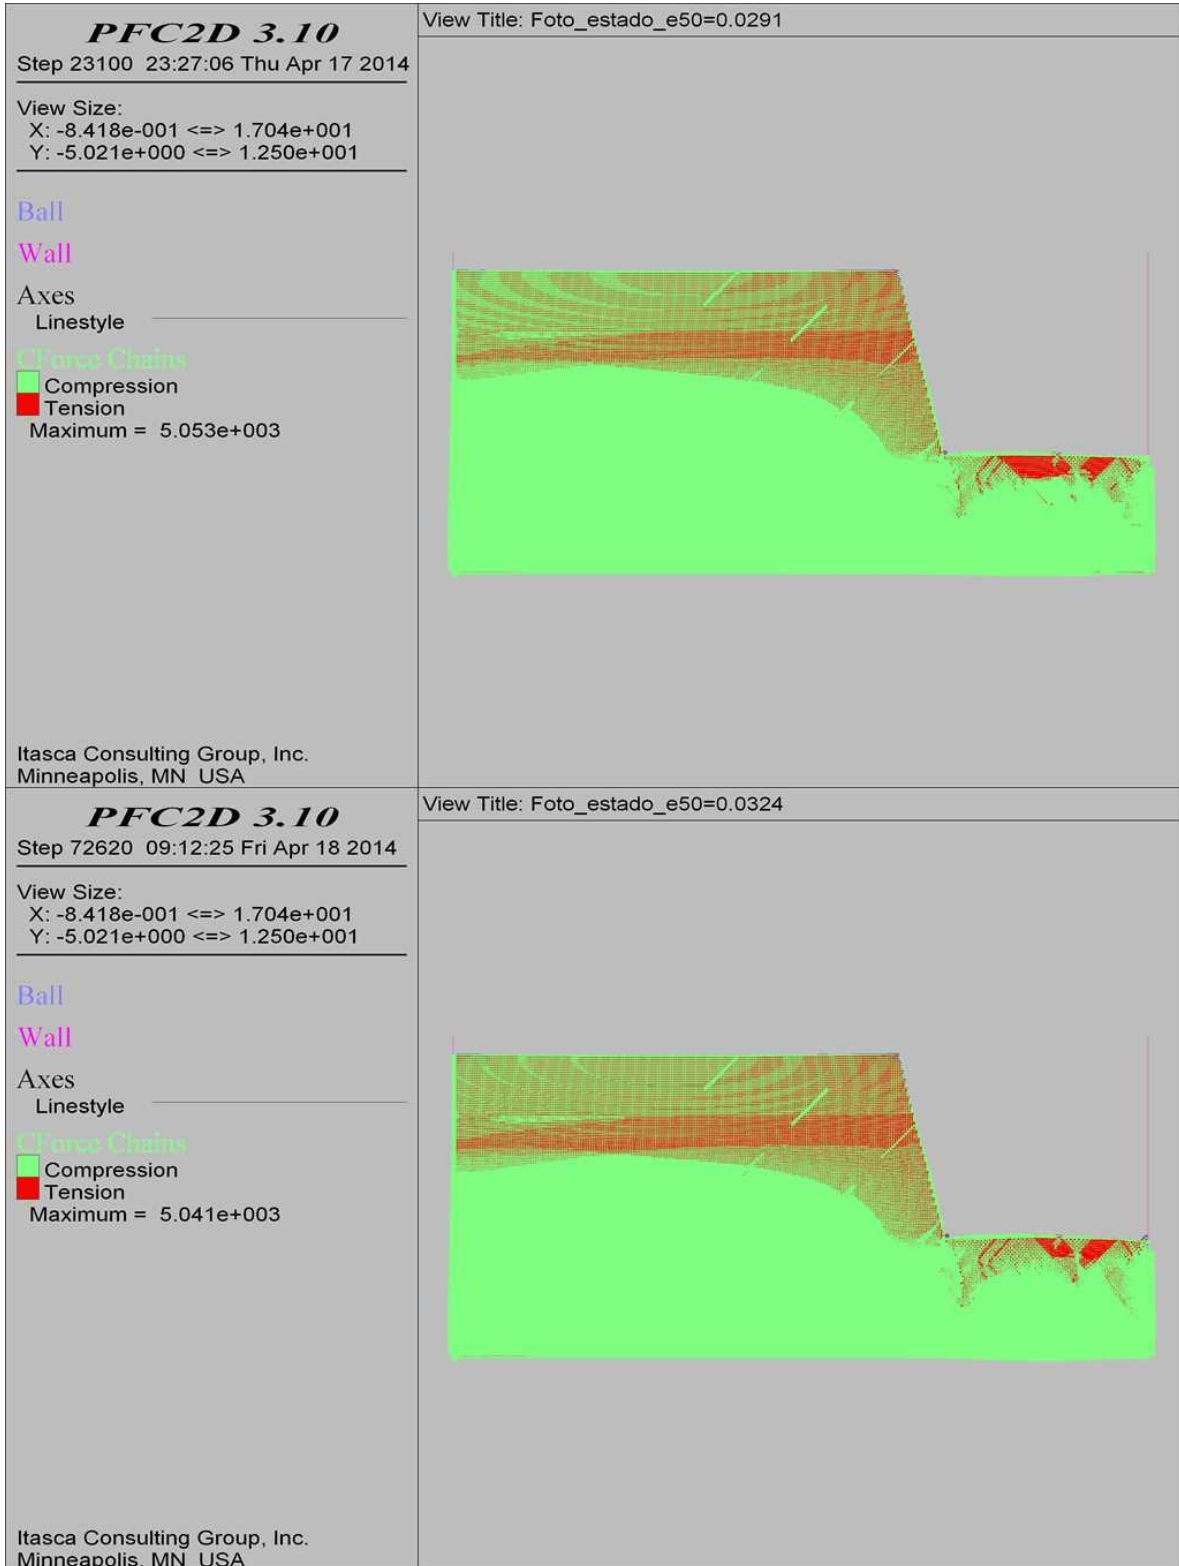 PFC2D 3.10
Step 23100 23:27:06 Thu Apr 17 2014
View Size:
X: -8.418e-001 <=> 1.704e+001
Y: -5.021e+000 <=> 1.250e+001
Ball
Wall
Axes
Linestyle
CForce Chains
Compression
Tension
Maximum = 5.053e+003
Itasca Consulting Group, Inc.
Minneapolis, MN USA
View Title: Foto_estado_e50=0.0291
PFC2D 3.10
Step 72620 09:12:25 Fri Apr 18 2014
View Size:
X: -8.418e-001 <=> 1.704e+001
Y: -5.021e+000 <=> 1.250e+001
Ball
Wall
Axes
Linestyle
CForce Chains
Compression
Tension
Maximum = 5.041e+003
Itasca Consulting Group, Inc.
Minneapolis, MN USA
View Title: Foto_estado_e50=0.0324